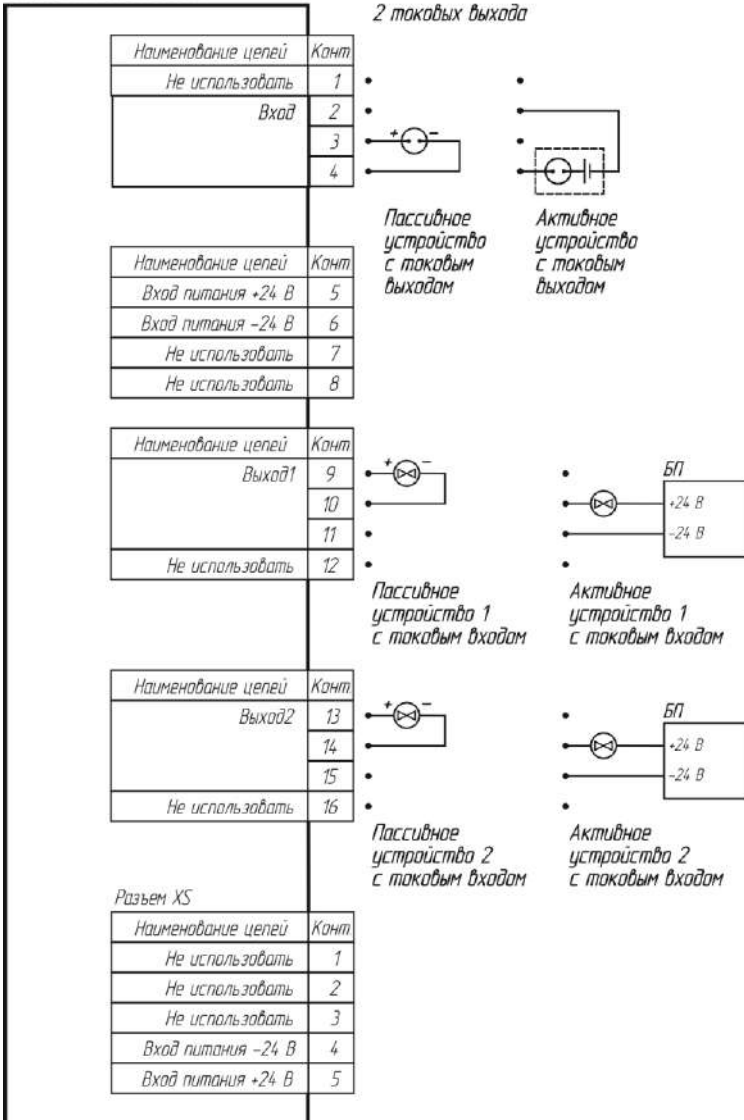 2 токовых выхода
Наименование цепей Конт.
Не использовать 1
Вход 2
3
4
+ -
Пассивное
устройство
с токовым
выходом
Активное
устройство
с токовым
выходом
Наименование цепей Конт.
Вход питания +24 В 5
Вход питания -24 В 6
Не использовать 7
Не использовать 8
Наименование цепей Конт.
Выход1 9
10
11
Не использовать 12
+ -
БП
+24 В
-24 В
Пассивное
устройство 1
с токовым входом
Активное
устройство 1
с токовым входом
Наименование цепей Конт.
Выход2 13
14
15
Не использовать 16
+ -
БП
+24 В
-24 В
Пассивное
устройство 2
с токовым входом
Активное
устройство 2
с токовым входом
Разъем XS
Наименование цепей Конт.
Не использовать 1
Не использовать 2
Не использовать 3
Вход питания -24 В 4
Вход питания +24 В 5